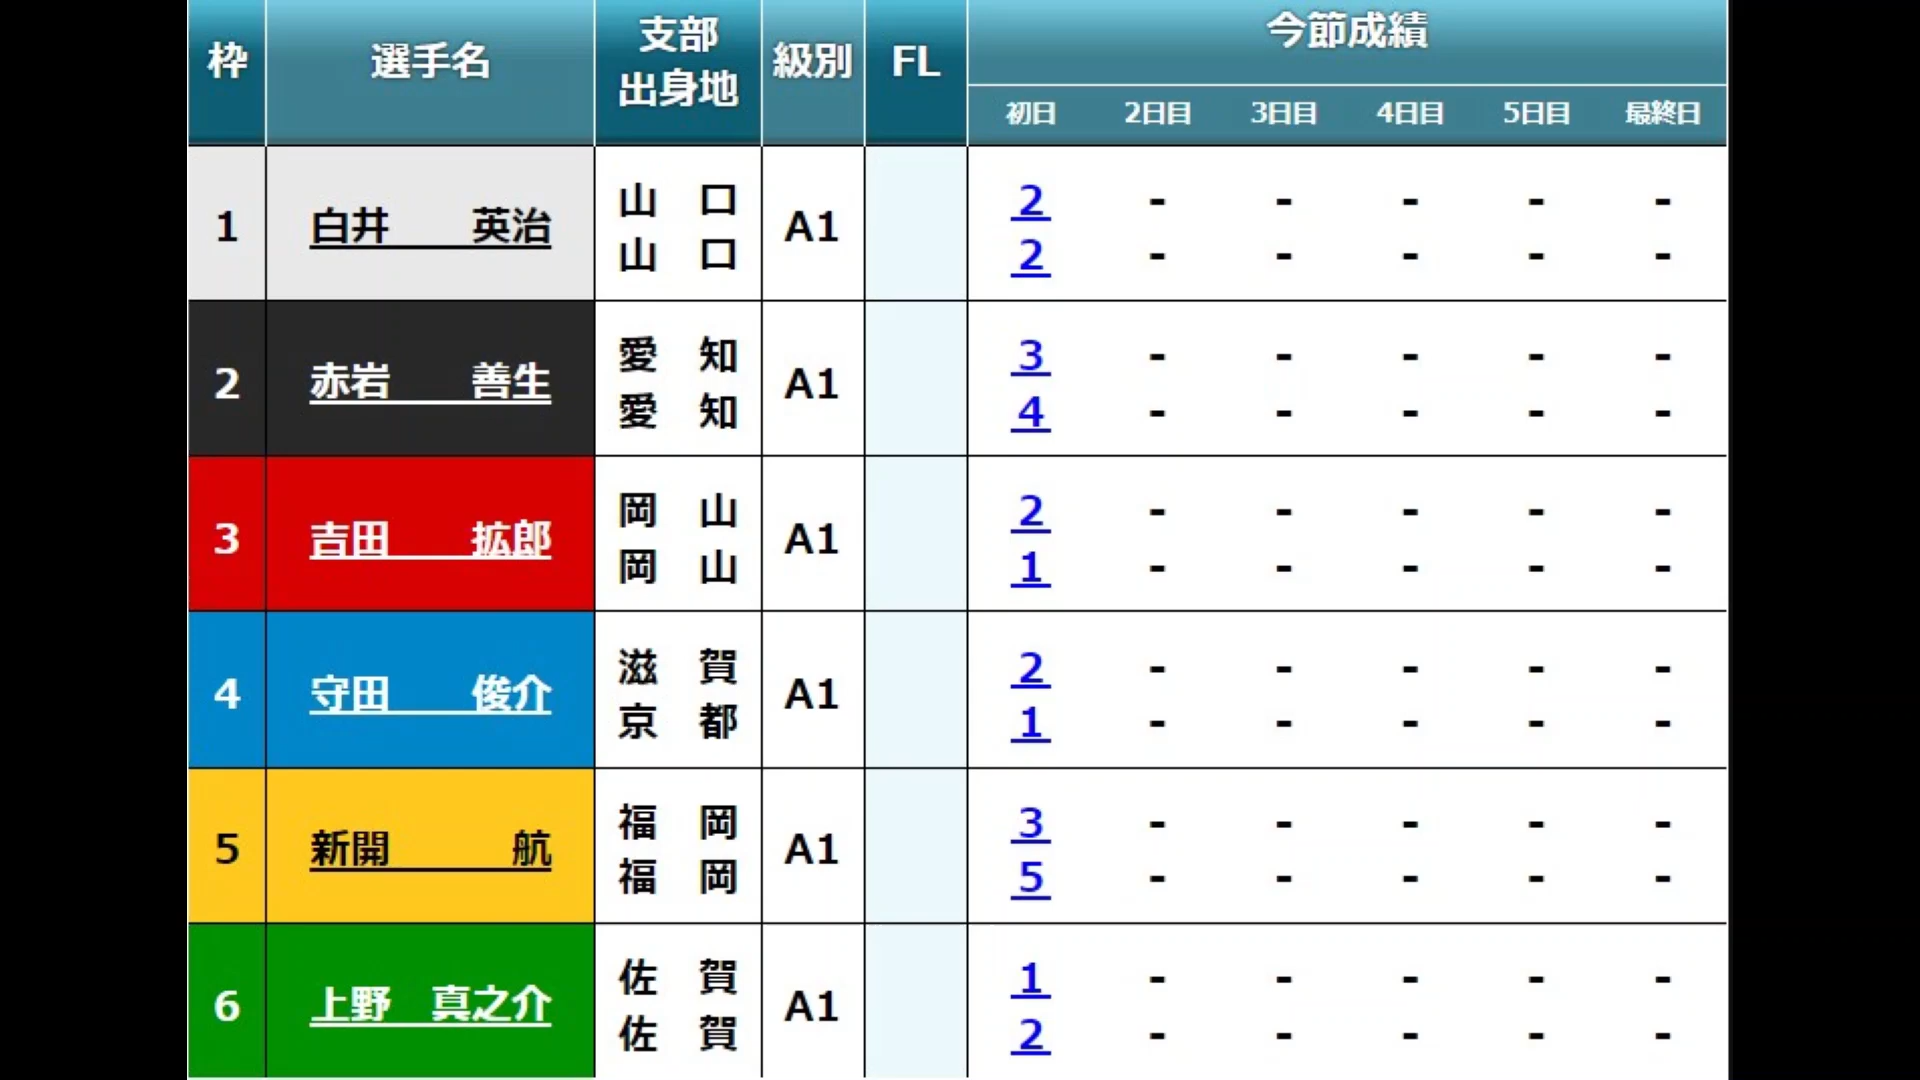 枠 選手名 支部 出身地 級別 FL 今節成績
初日 2日目 3日目 4日目 5日目 最終日
1 白井 英治 山 口 A1 2 - - - - -
山 口 2 - - - - -
2 赤岩 善生 愛 知 A1 3 - - - - -
愛 知 4 - - - - -
3 吉田 拡郎 岡 山 A1 2 - - - - -
岡 山 1 - - - - -
4 守田 俊介 滋 賀 A1 2 - - - - -
京 都 1 - - - - -
5 新開 航 福 岡 A1 3 - - - - -
福 岡 5 - - - - -
6 上野 真之介 佐 賀 A1 1 - - - - -
佐 賀 2 - - - - -